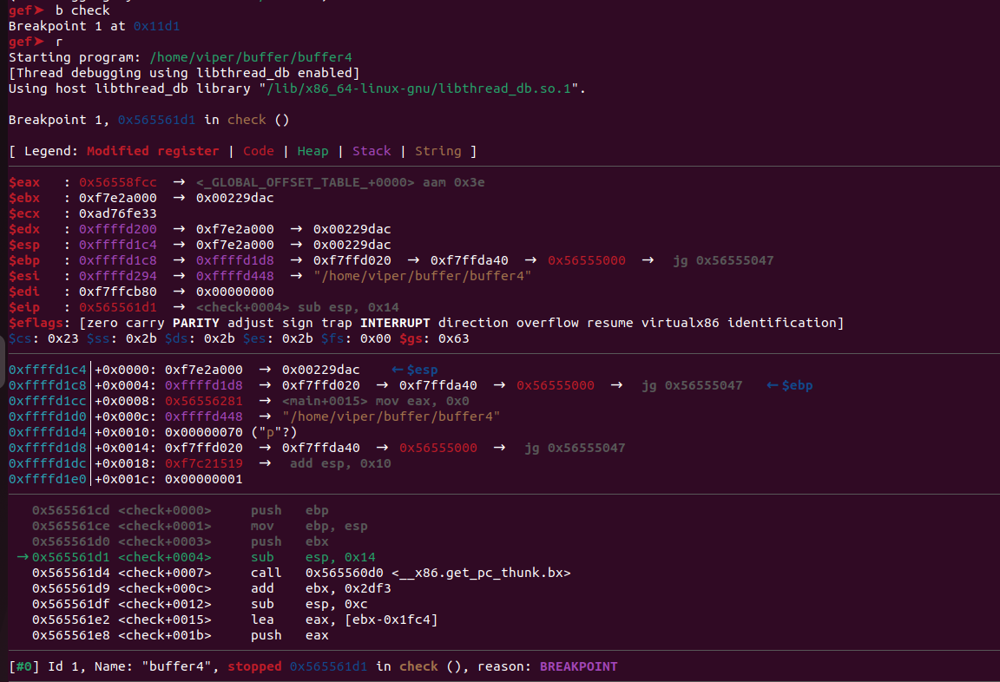 gef➤  b check
Breakpoint 1 at 0x11d1
gef➤  r
Starting program: /home/viper/buffer/buffer4
[Thread debugging using libthread_db enabled]
Using host libthread_db library "/lib/x86_64-linux-gnu/libthread_db.so.1".
Breakpoint 1, 0x565561d1 in check ()
[ Legend: Modified register | Code | Heap | Stack | String ]
$eax   : 0x56558fcc  →  <_GLOBAL_OFFSET_TABLE_+0000> aam 0x3e
$ebx   : 0xf7e2a000  →  0x00229dac
$ecx   : 0xad76fe33
$edx   : 0xffffd200  →  0xf7e2a000  →  0x00229dac
$esp   : 0xffffd1c4  →  0xf7e2a000  →  0x00229dac
$ebp   : 0xffffd1c8  →  0xffffd1d8  →  0xf7ffd020  →  0xf7ffda40  →  0x56555000  →   jg 0x56555047
$esi   : 0xffffd294  →  0xffffd448  →  "/home/viper/buffer/buffer4"
$edi   : 0xf7ffcb80  →  0x00000000
$eip   : 0x565561d1  →  <check+0004> sub esp, 0x14
$eflags: [zero carry PARITY adjust sign trap INTERRUPT direction overflow resume virtualx86 identification]
$cs: 0x23 $ss: 0x2b $ds: 0x2b $es: 0x2b $fs: 0x00 $gs: 0x63
0xffffd1c4│+0x0000: 0xf7e2a000  →  0x00229dac    ←$esp
0xffffd1c8│+0x0004: 0xffffd1d8  →  0xf7ffd020  →  0xf7ffda40  →  0x56555000  →   jg 0x56555047   ←$ebp
0xffffd1cc│+0x0008: 0x56556281  →  <main+0015> mov eax, 0x0
0xffffd1d0│+0x000c: 0xffffd448  →  "/home/viper/buffer/buffer4"
0xffffd1d4│+0x0010: 0x00000070 ("p"?)
0xffffd1d8│+0x0014: 0xf7ffd020  →  0xf7ffda40  →  0x56555000  →   jg 0x56555047
0xffffd1dc│+0x0018: 0xf7c21519  →   add esp, 0x10
0xffffd1e0│+0x001c: 0x00000001
0x565561cd <check+0000>     push   ebp
0x565561ce <check+0001>     mov    ebp, esp
0x565561d0 <check+0003>     push   ebx
→0x565561d1 <check+0004>     sub    esp, 0x14
0x565561d4 <check+0007>     call   0x565560d0 <__x86.get_pc_thunk.bx>
0x565561d9 <check+000c>     add    ebx, 0x2df3
0x565561df <check+0012>     sub    esp, 0xc
0x565561e2 <check+0015>     lea    eax, [ebx-0x1fc4]
0x565561e8 <check+001b>     push   eax
[#0] Id 1, Name: "buffer4", stopped 0x565561d1 in check (), reason: BREAKPOINT